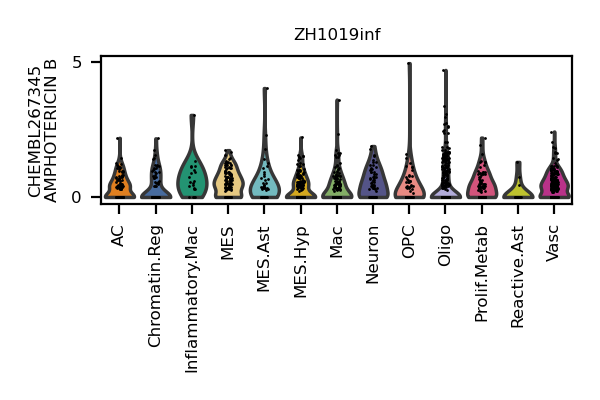 ZH1019inf
CHEMBL267345
AMPHOTERICIN B
5
0
AC
Chromatin.Reg
Inflammatory.Mac
MES
MES.Ast
MES.Hyp
Mac
Neuron
OPC
Oligo
Prolif.Metab
Reactive.Ast
Vasc